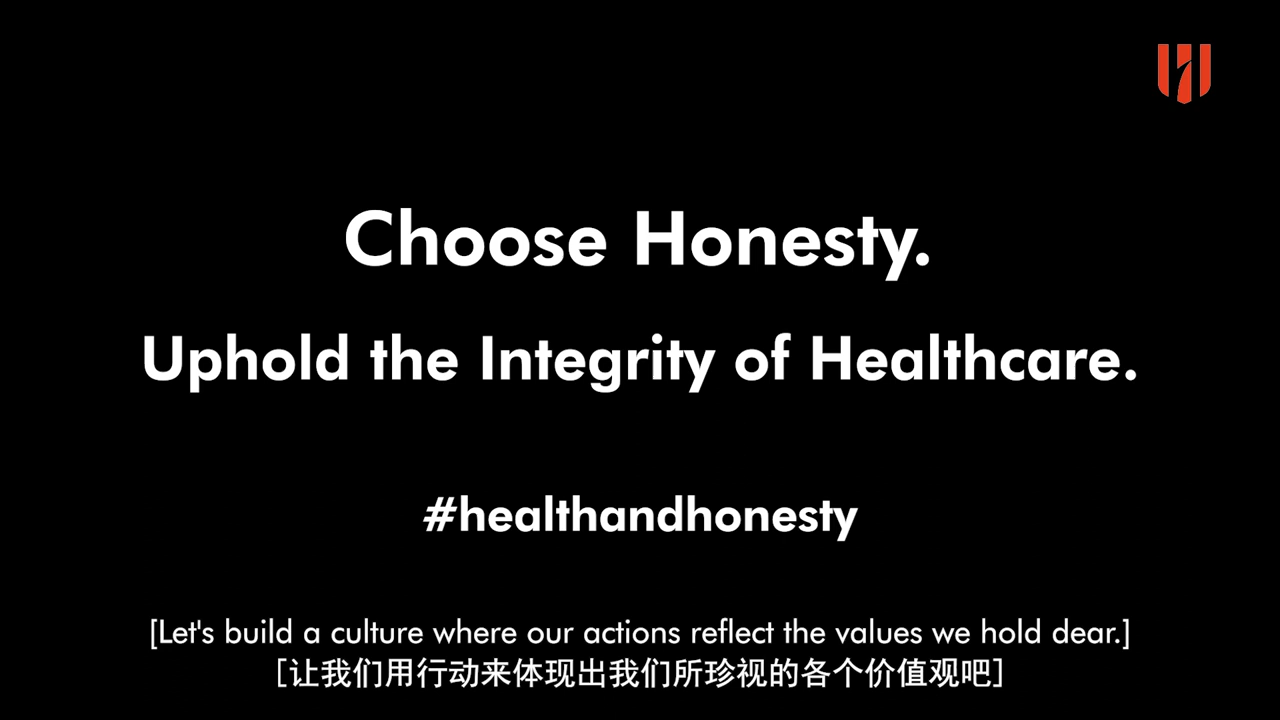 Choose Honesty.
Uphold the Integrity of Healthcare.
#healthandhonesty
[Let's build a culture where our actions reflect the values we hold dear.]
[让我们用行动来体现出我们所珍视的各个价值观吧]